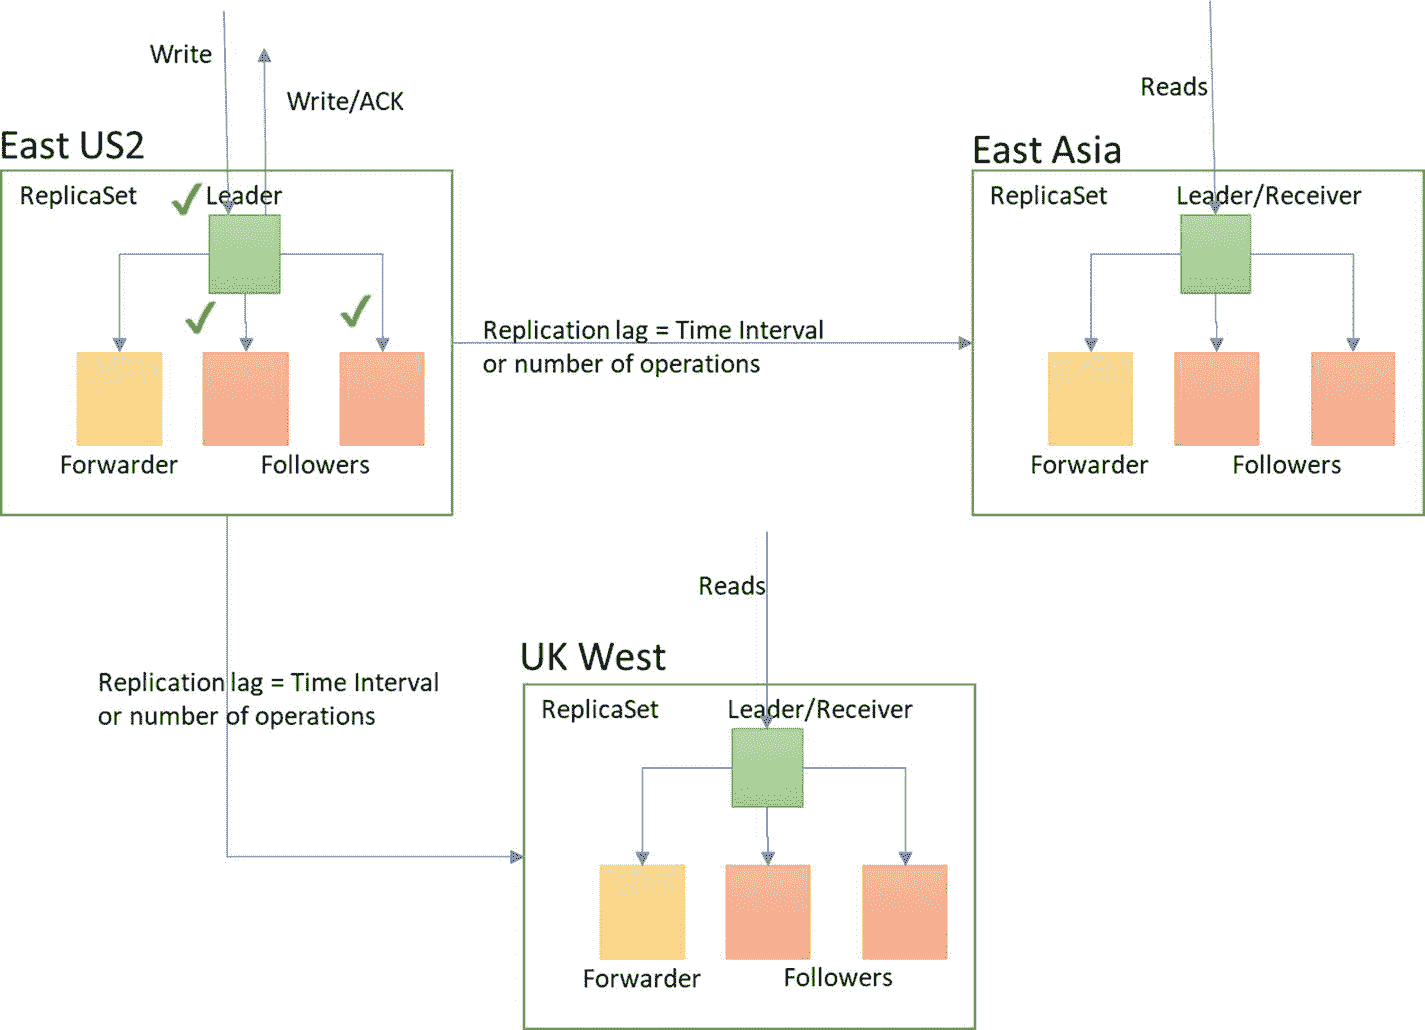 Write
Write/ACK
Reads
East US2
East Asia
ReplicaSet
Leader
ReplicaSet
Leader/Receiver
Replication lag = Time Interval
or number of operations
Forwarder
Followers
Forwarder
Followers
Reads
UK West
Replication lag = Time Interval
or number of operations
ReplicaSet
Leader/Receiver
Forwarder
Followers